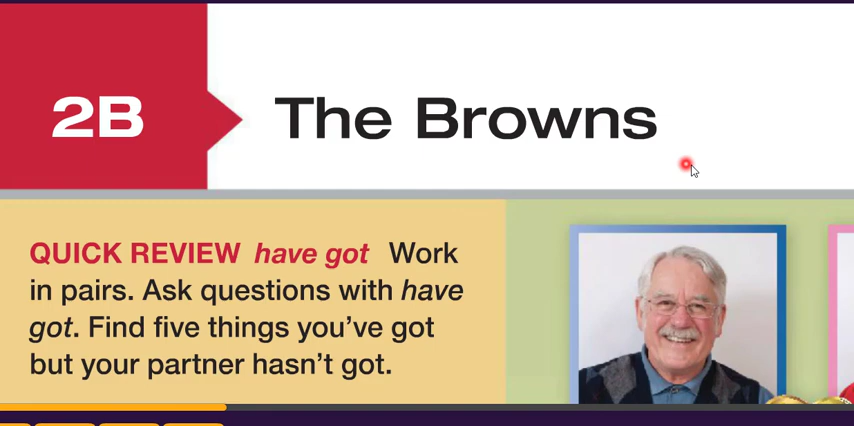 2B
The Browns
QUICK REVIEW have got Work
in pairs. Ask questions with have
got. Find five things you've got
but your partner hasn't got.